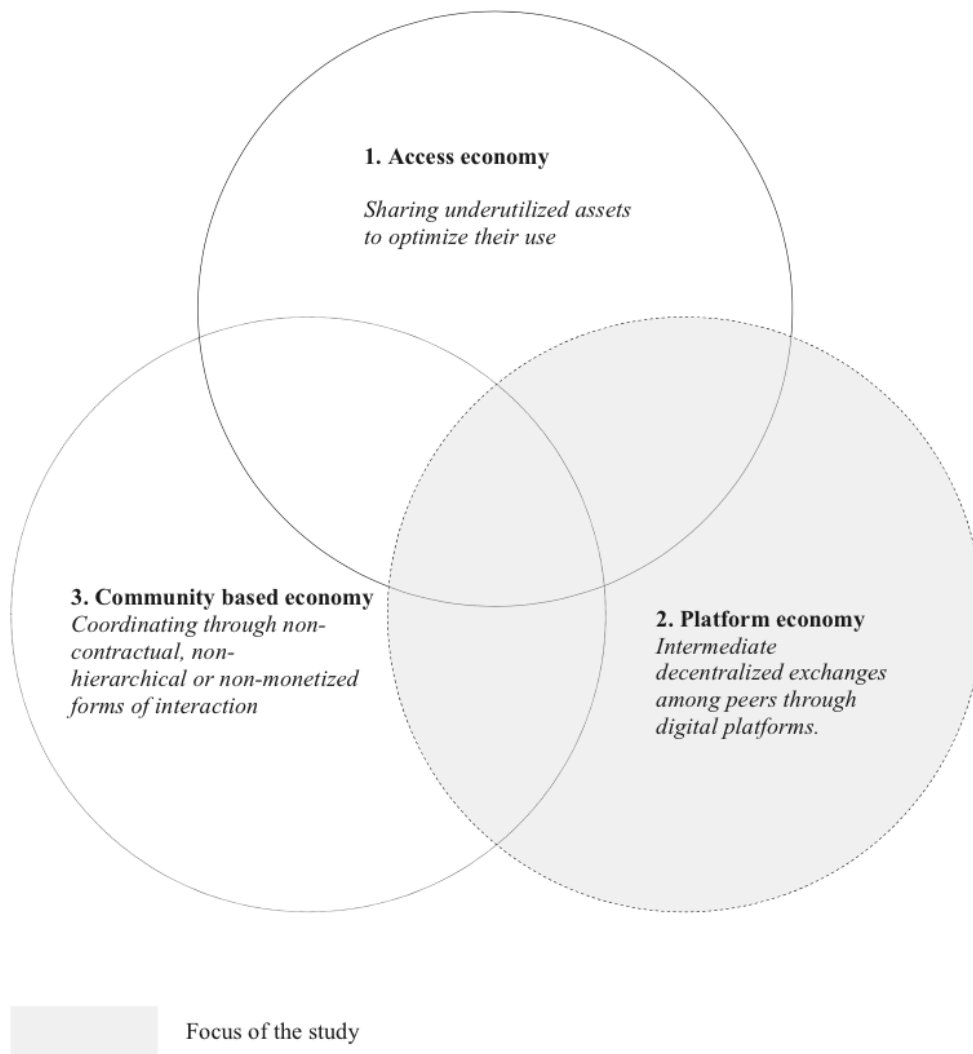 1. Access economy
Sharing underutilized assets
to optimize their use
3. Community based economy
Coordinating through non-
contractual, non-
hierarchical or non-monetized
forms of interaction
2. Platform economy
Intermediate
decentralized exchanges
among peers through
digital platforms.
Focus of the study